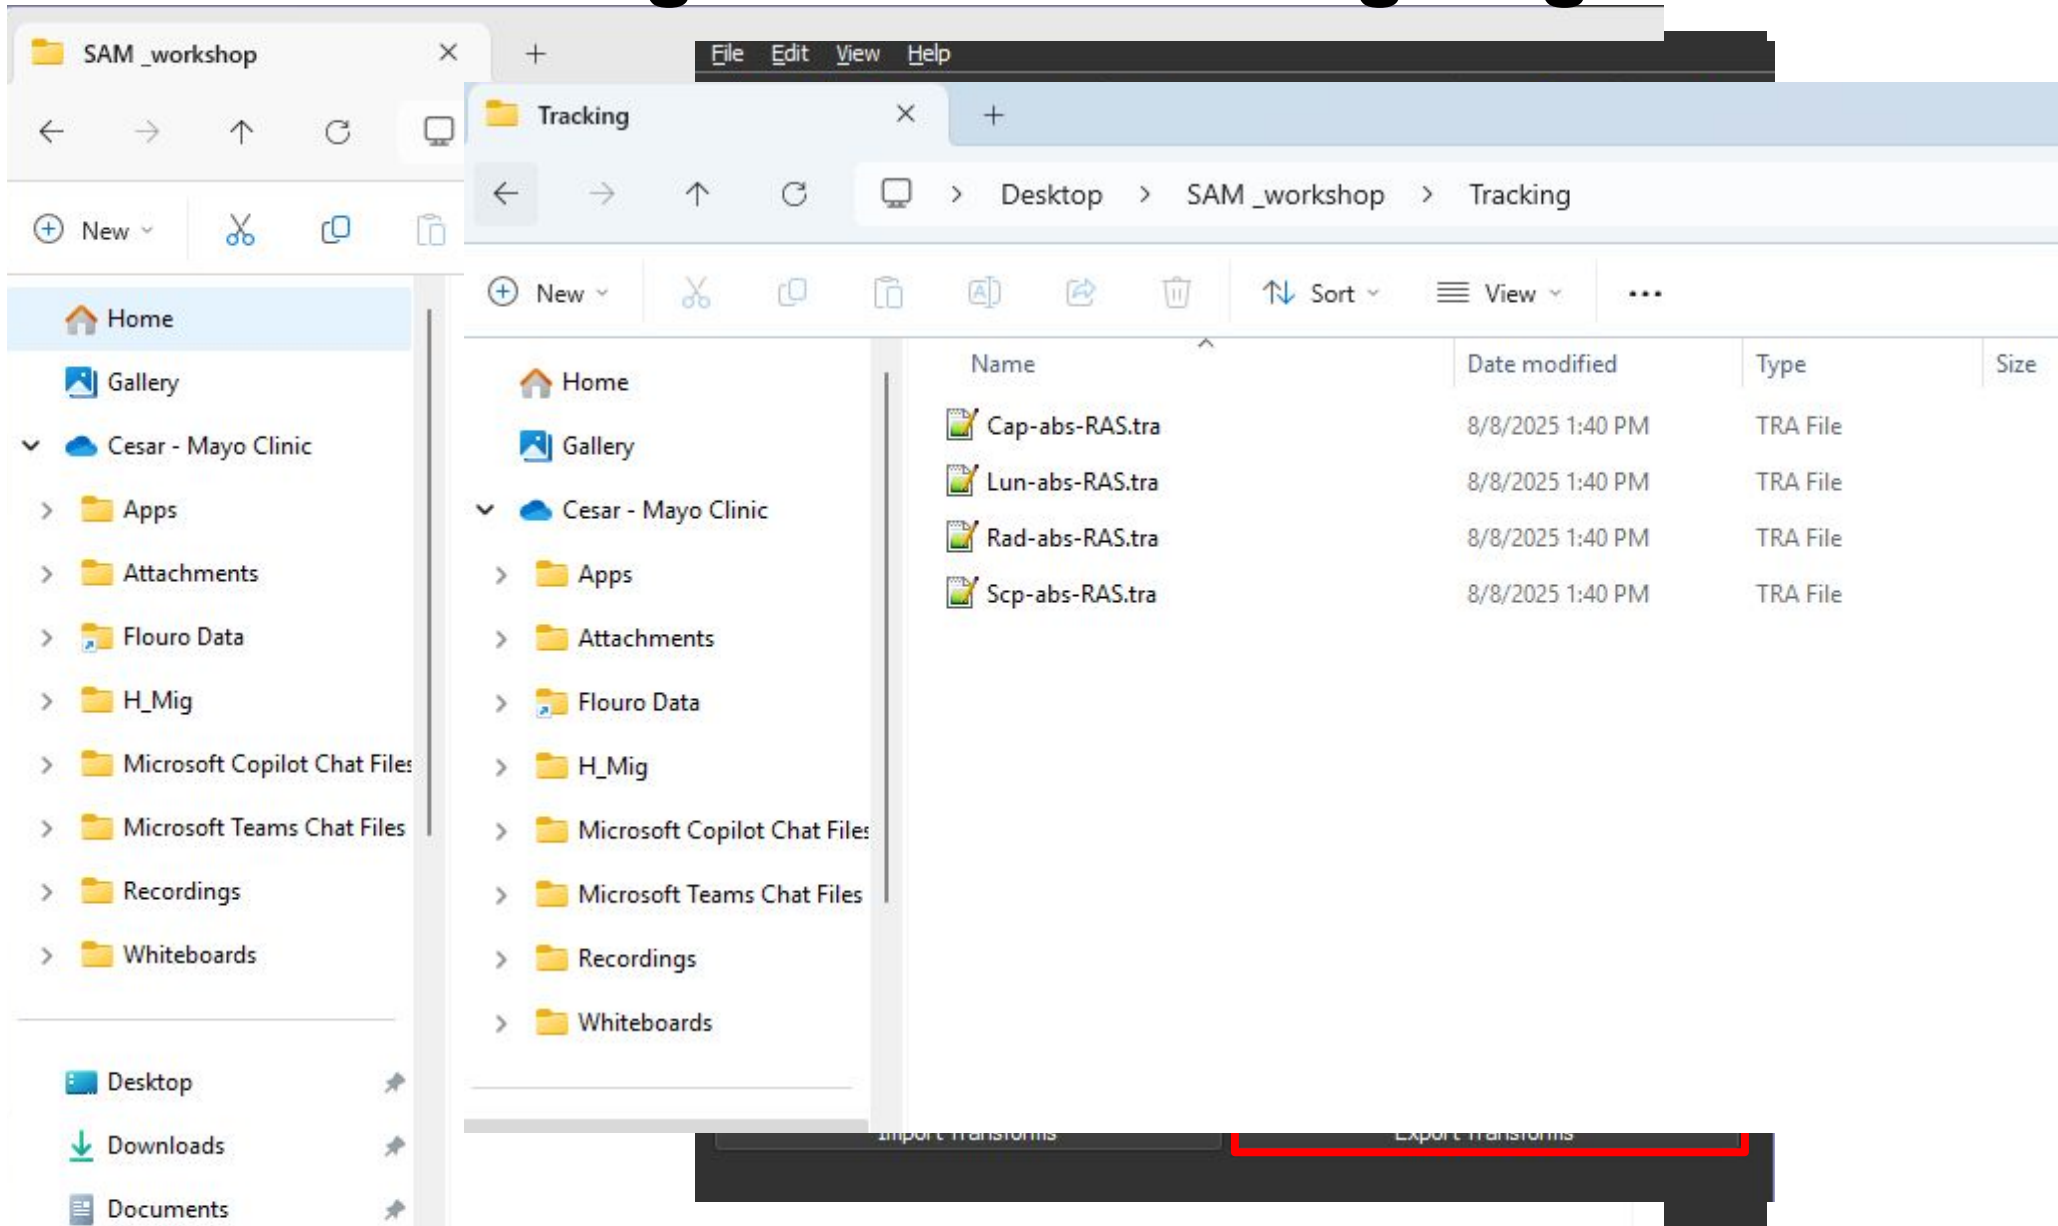 SAM _workshop
File Edit View Help
New
Home
Gallery
Cesar - Mayo Clinic
Apps
Attachments
Flouro Data
H_Mig
Microsoft Copilot Chat Files
Microsoft Teams Chat Files
Recordings
Whiteboards
Desktop
Downloads
Documents
Tracking
Desktop > SAM _workshop > Tracking
New Sort View
Home
Gallery
Cesar - Mayo Clinic
Apps
Attachments
Flouro Data
H_Mig
Microsoft Copilot Chat Files
Microsoft Teams Chat Files
Recordings
Whiteboards
Name Date modified Type Size
Cap-abs-RAS.tra 8/8/2025 1:40 PM TRA File
Lun-abs-RAS.tra 8/8/2025 1:40 PM TRA File
Rad-abs-RAS.tra 8/8/2025 1:40 PM TRA File
Scp-abs-RAS.tra 8/8/2025 1:40 PM TRA File
Import Transforms Export Transforms